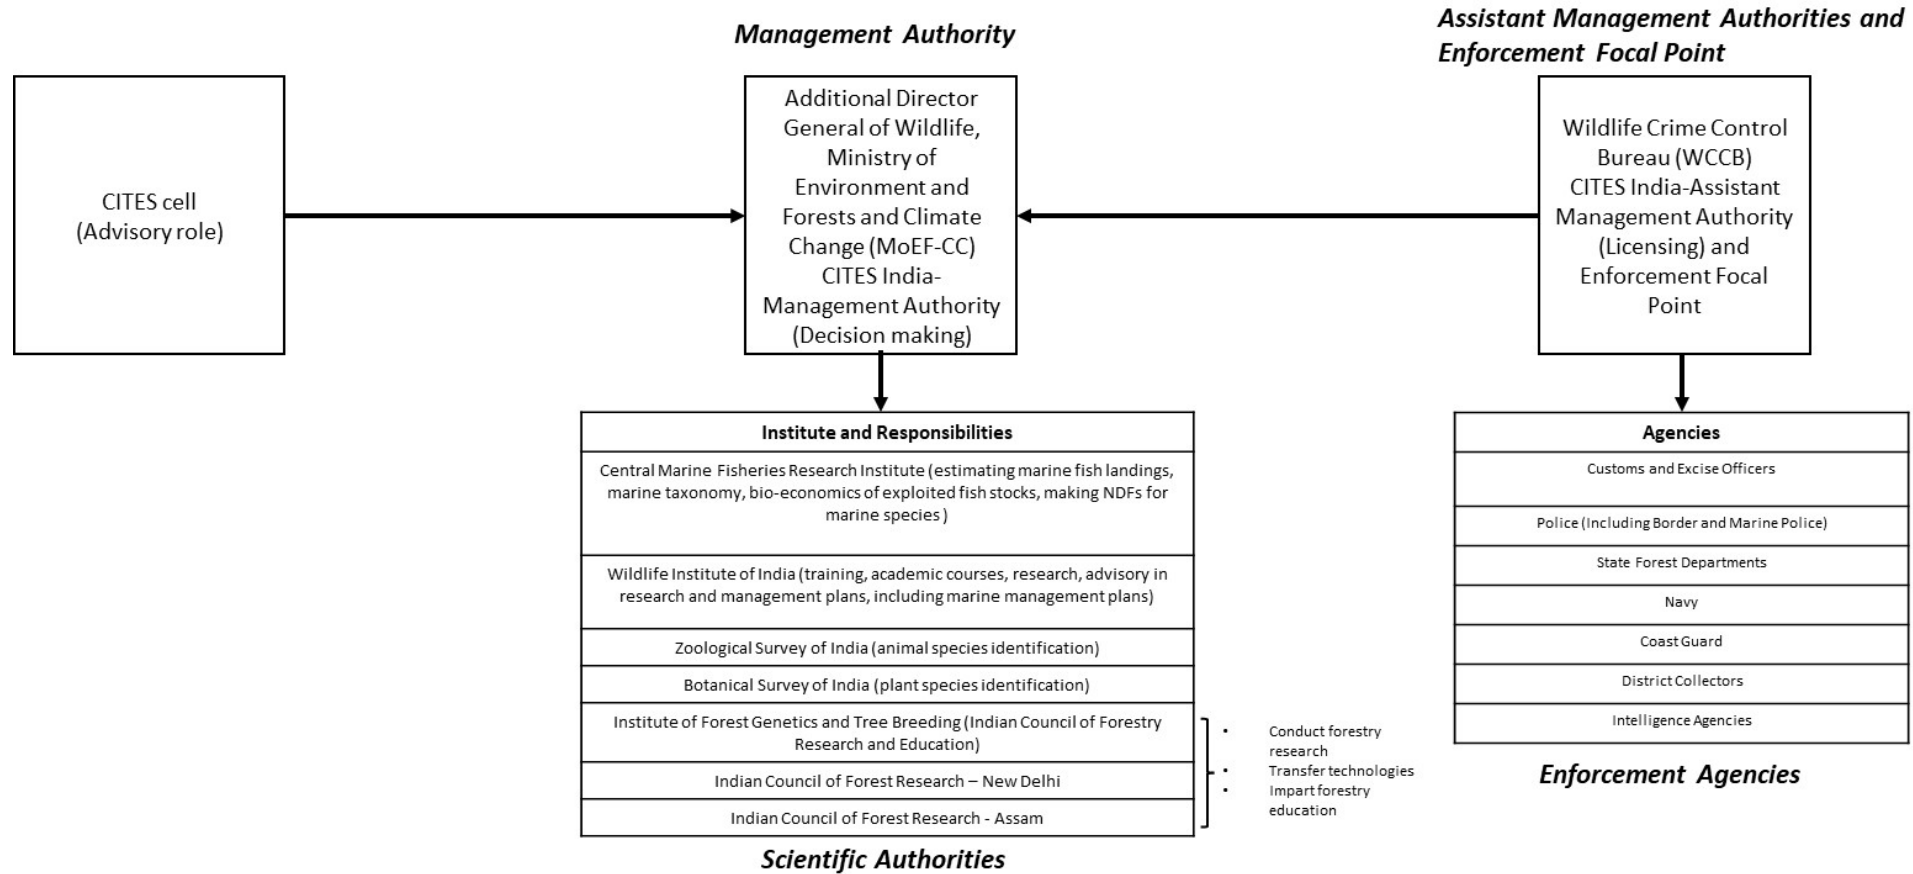 Management Authority
Assistant Management Authorities and
Enforcement Focal Point
CITES cell
(Advisory role)
Additional Director
General of Wildlife,
Ministry of
Environment and
Forests and Climate
Change (MoEF-CC)
CITES India-
Management Authority
(Decision making)
Wildlife Crime Control
Bureau (WCCB)
CITES India-Assistant
Management Authority
(Licensing) and
Enforcement Focal
Point
Institute and Responsibilities
Central Marine Fisheries Research Institute (estimating marine fish landings,
marine taxonomy, bio-economics of exploited fish stocks, making NDFs for
marine species )
Wildlife Institute of India (training, academic courses, research, advisory in
research and management plans, including marine management plans)
Zoological Survey of India (animal species identification)
Botanical Survey of India (plant species identification)
Institute of Forest Genetics and Tree Breeding (Indian Council of Forestry
Research and Education)
Indian Council of Forest Research – New Delhi
Indian Council of Forest Research - Assam
• Conduct forestry
research
• Transfer technologies
• Impart forestry
education
Scientific Authorities
Agencies
Customs and Excise Officers
Police (Including Border and Marine Police)
State Forest Departments
Navy
Coast Guard
District Collectors
Intelligence Agencies
Enforcement Agencies